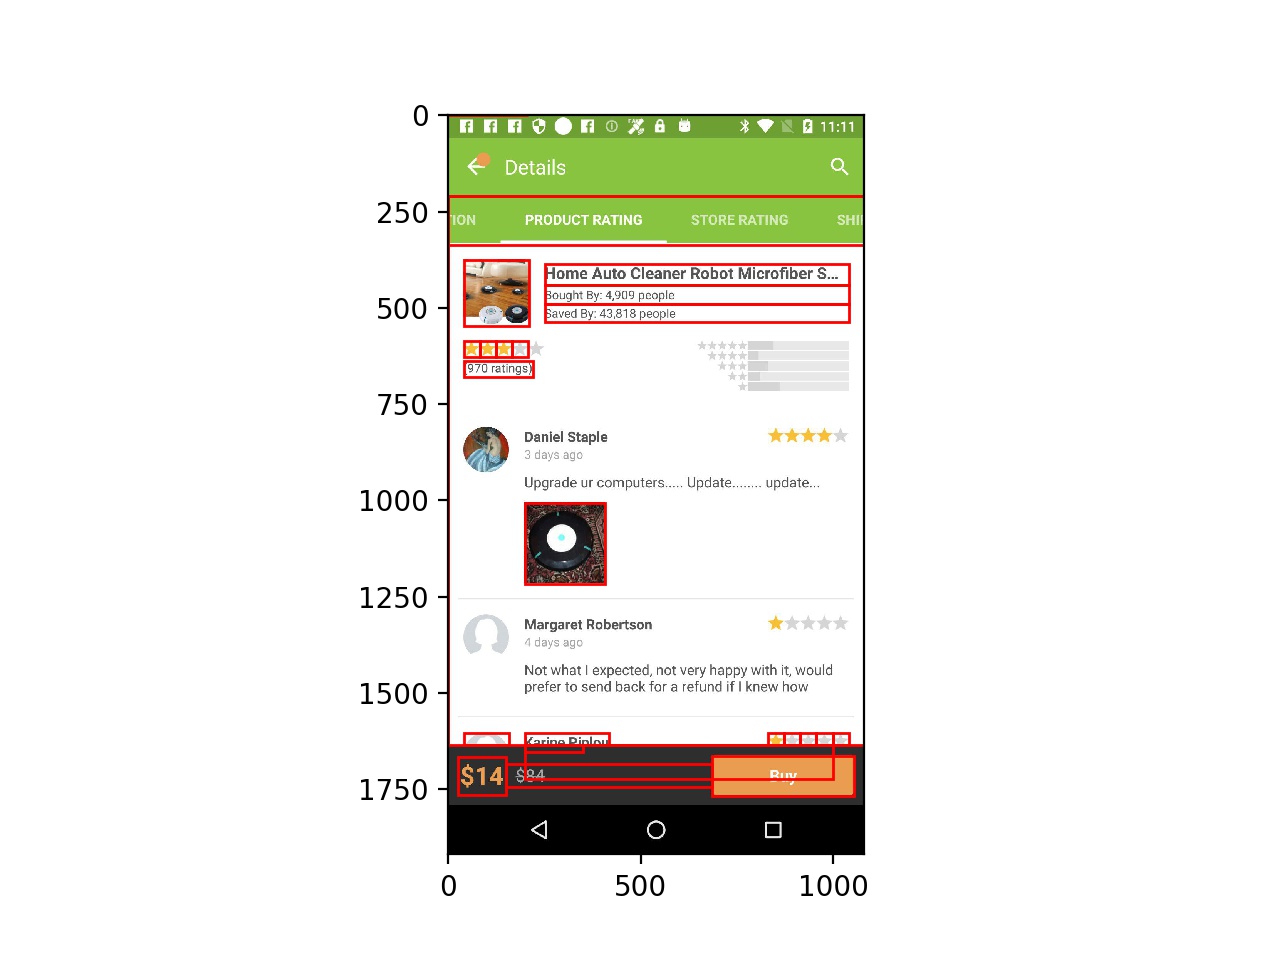 0
11:11
Details
250
TION PRODUCT RATING STORE RATING SHI
Home Auto Cleaner Robot Microfiber S...
500
Bought By: 4,909 people
Saved By: 43,818 people
(970 ratings)
750
Daniel Staple
3 days ago
Upgrade ur computers..... Update........ update...
1000
1250
Margaret Robertson
4 days ago
Not what I expected, not very happy with it, would
prefer to send back for a refund if I knew how
1500
Karine Riplou
$14 $84 Buy
1750
0 500 1000